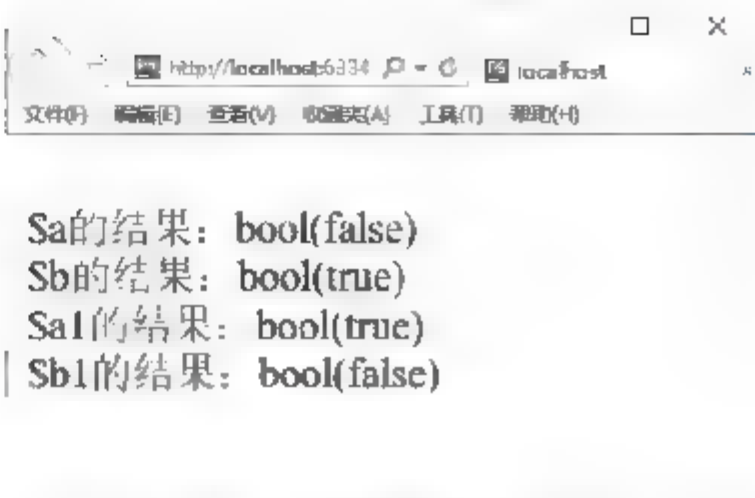 http://localhost:6334 localhost
文件(F) 编辑(E) 查看(V) 收藏夹(A) 工具(T) 帮助(H)
Sa的结果：bool(false)
Sb的结果：bool(true)
Sa1的结果：bool(true)
Sb1的结果：bool(false)